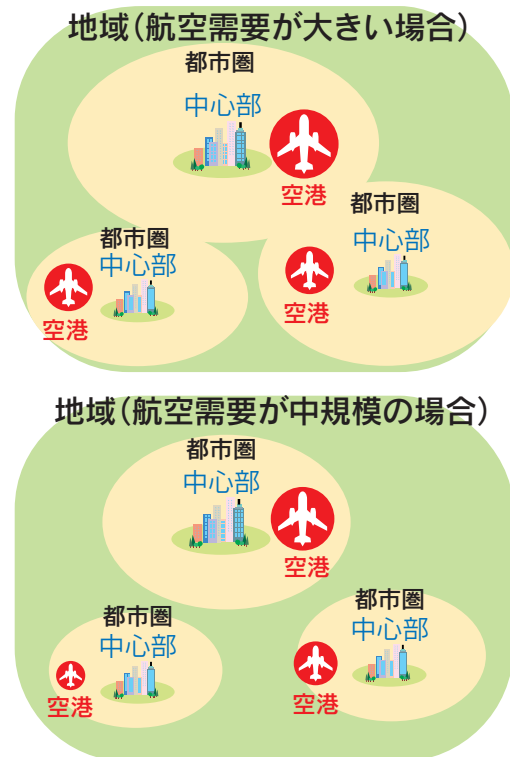 地域（航空需要が大きい場合）
都市圏
中心部
空港
都市圏
中心部
空港
都市圏
中心部
空港
地域（航空需要が中規模の場合）
都市圏
中心部
空港
都市圏
中心部
空港
都市圏
中心部
空港